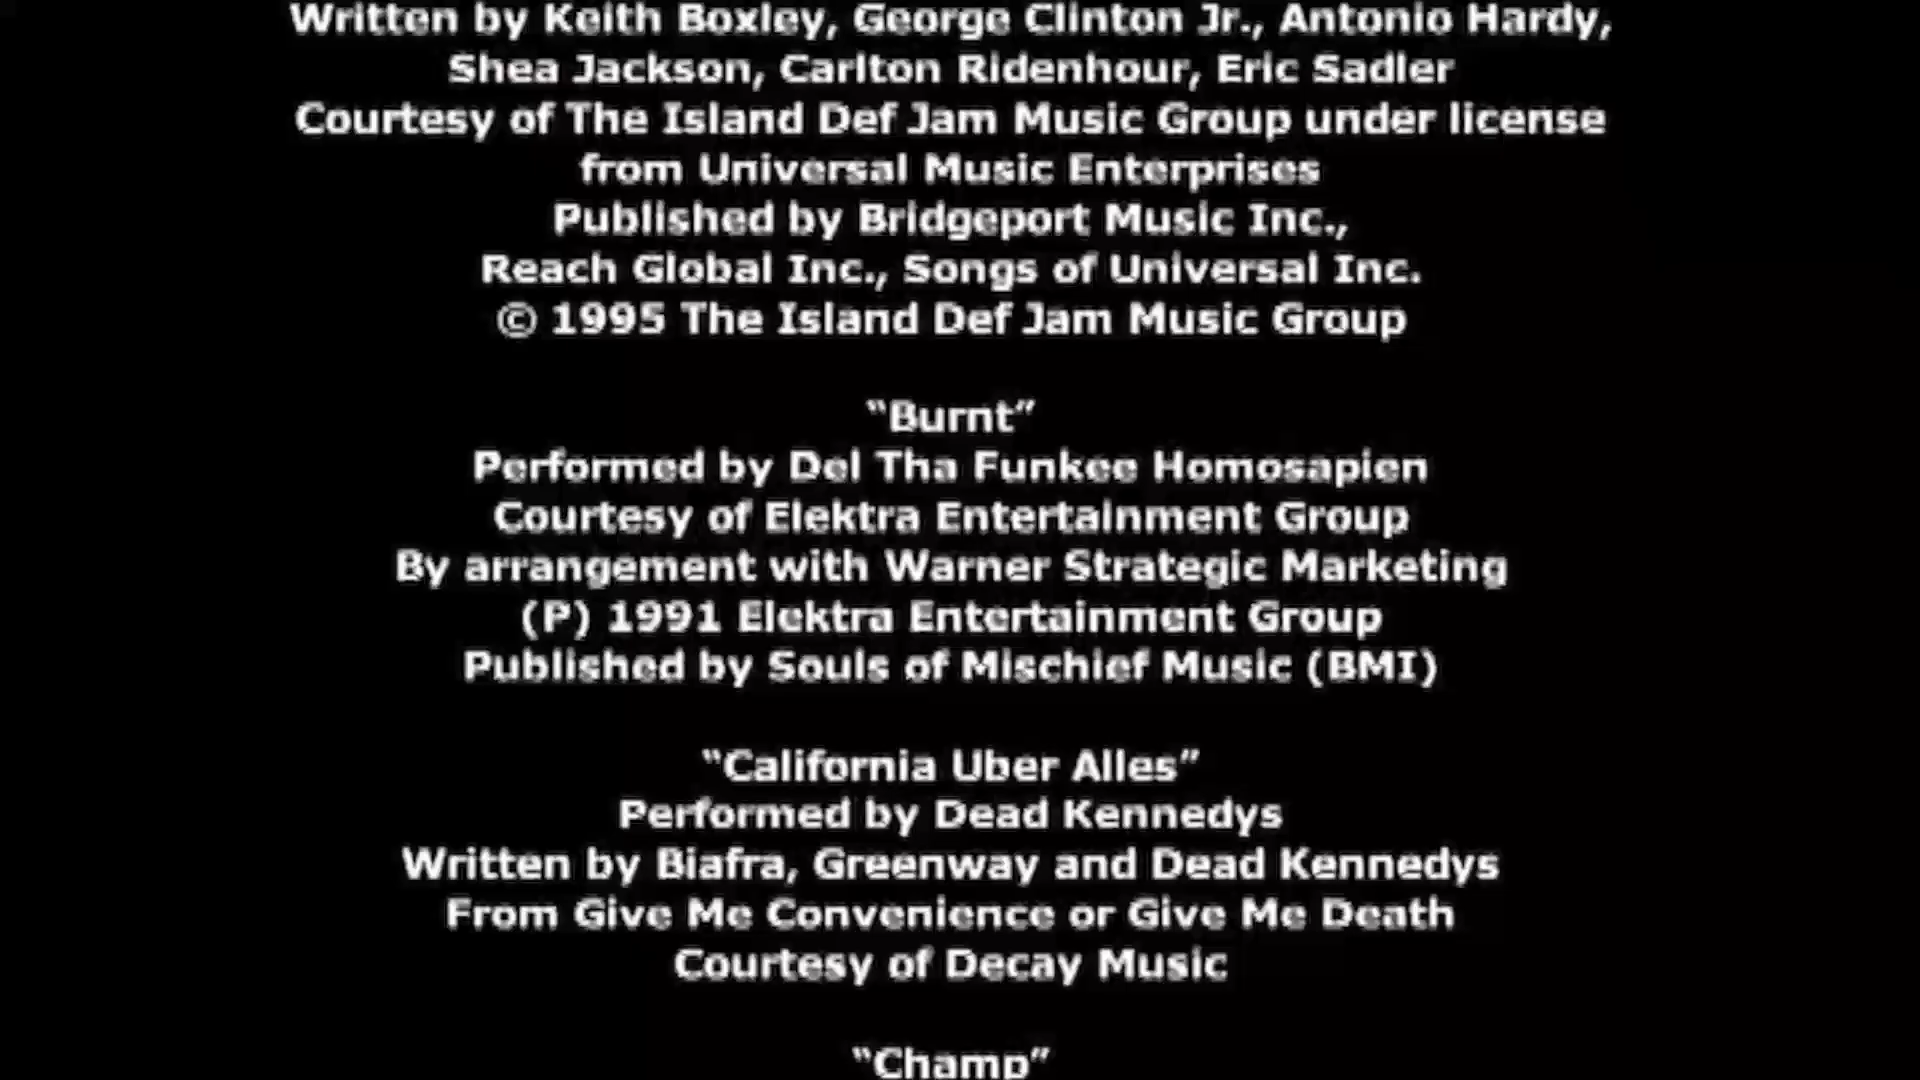 Written by Keith Boxley, George Clinton Jr., Antonio Hardy,
Shea Jackson, Carlton Ridenhour, Eric Sadler
Courtesy of The Island Def Jam Music Group under license
from Universal Music Enterprises
Published by Bridgeport Music Inc.,
Reach Global Inc., Songs of Universal Inc.
© 1995 The Island Def Jam Music Group
“Burnt”
Performed by Del Tha Funkee Homosapien
Courtesy of Elektra Entertainment Group
By arrangement with Warner Strategic Marketing
(P) 1991 Elektra Entertainment Group
Published by Souls of Mischief Music (BMI)
“California Uber Alles”
Performed by Dead Kennedys
Written by Biafra, Greenway and Dead Kennedys
From Give Me Convenience or Give Me Death
Courtesy of Decay Music
“Champ”